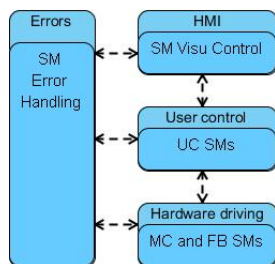 Errors
SM
Error
Handling
HMI
SM Visu Control
User control
UC SMs
Hardware driving
MC and FB SMs